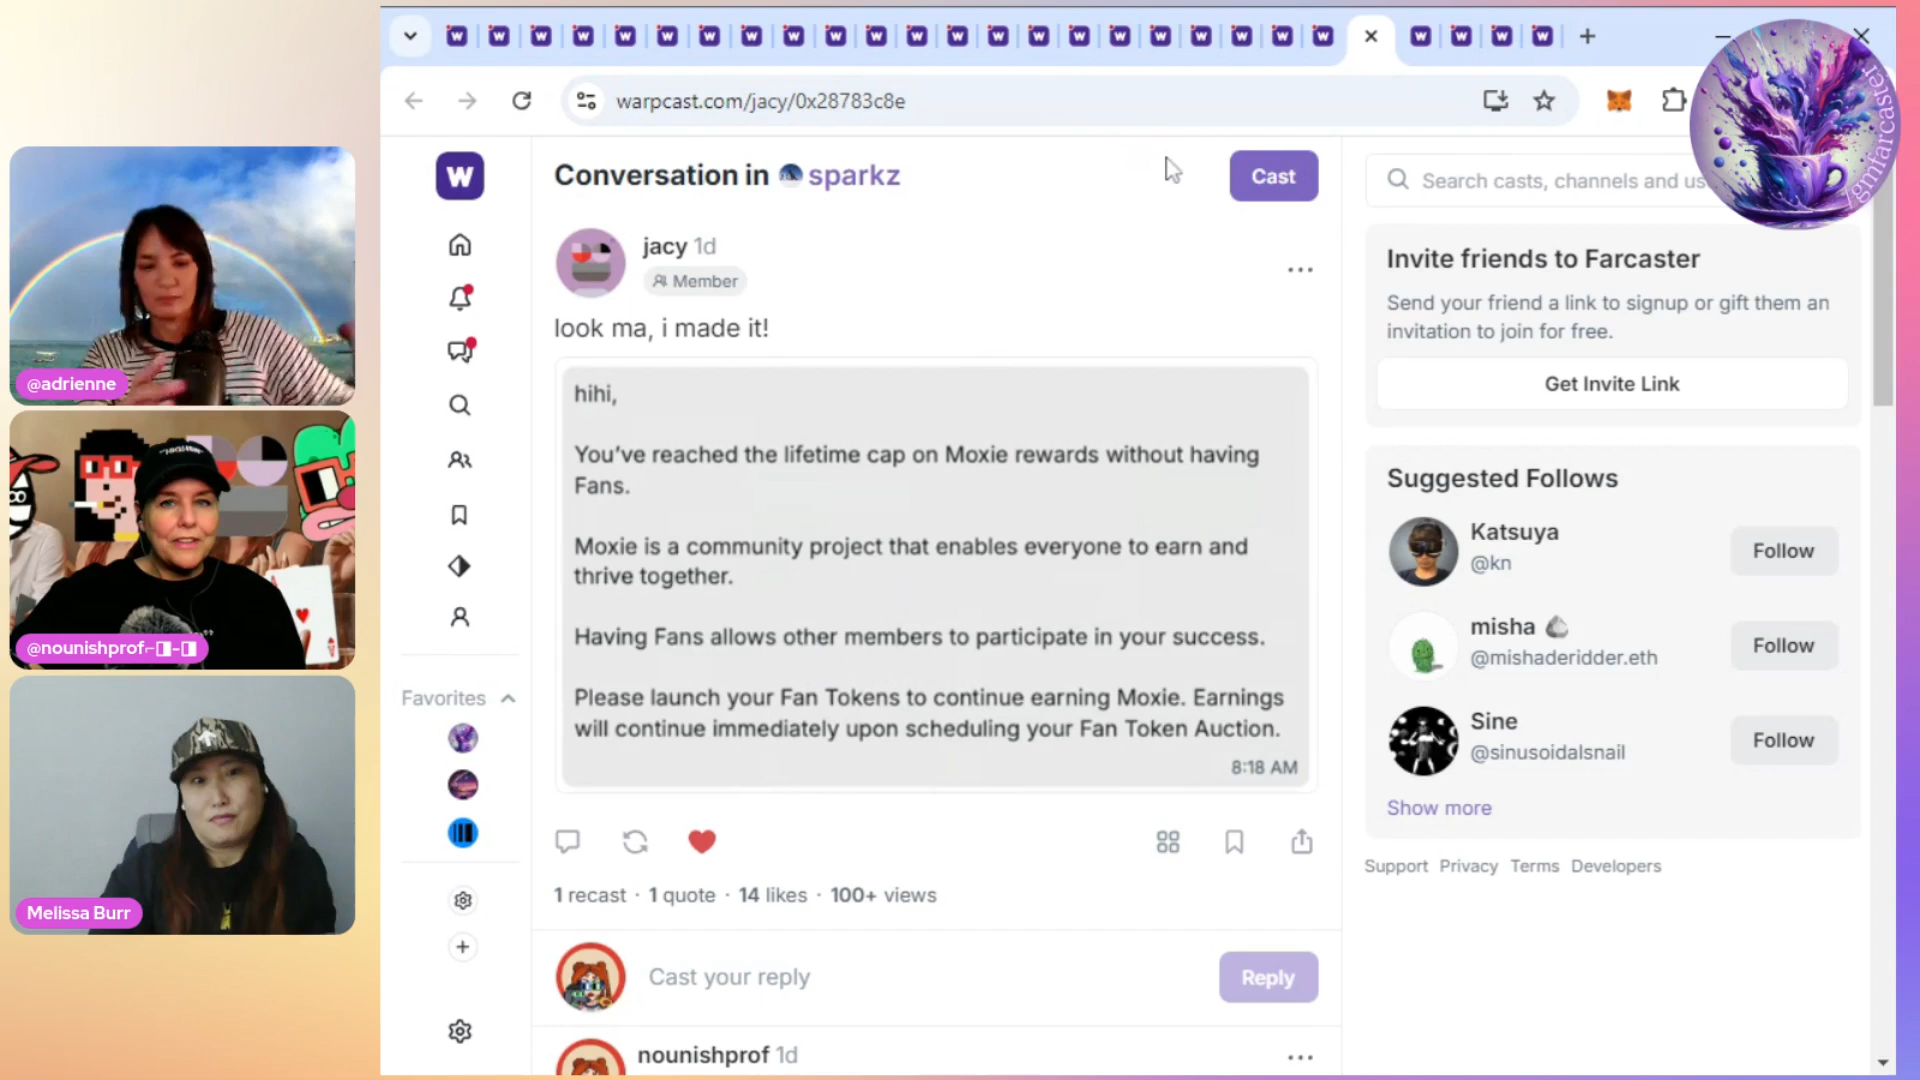 warpcast.com/jacy/0x28783c8e
/gmfarcaster
@adrienne
@nounishprof
Melissa Burr
W
Favorites
Conversation in sparkz
Cast
jacy 1d
Member
look ma, i made it!
hihi,
You've reached the lifetime cap on Moxie rewards without having
Fans.
Moxie is a community project that enables everyone to earn and
thrive together.
Having Fans allows other members to participate in your success.
Please launch your Fan Tokens to continue earning Moxie. Earnings
will continue immediately upon scheduling your Fan Token Auction.
8:18 AM
1 recast · 1 quote · 14 likes · 100+ views
Cast your reply
Reply
nounishprof 1d
Search casts, channels and us
Invite friends to Farcaster
Send your friend a link to signup or gift them an
invitation to join for free.
Get Invite Link
Suggested Follows
Katsuya
@kn
Follow
misha
@mishaderidder.eth
Follow
Sine
@sinusoidalsnail
Follow
Show more
Support Privacy Terms Developers